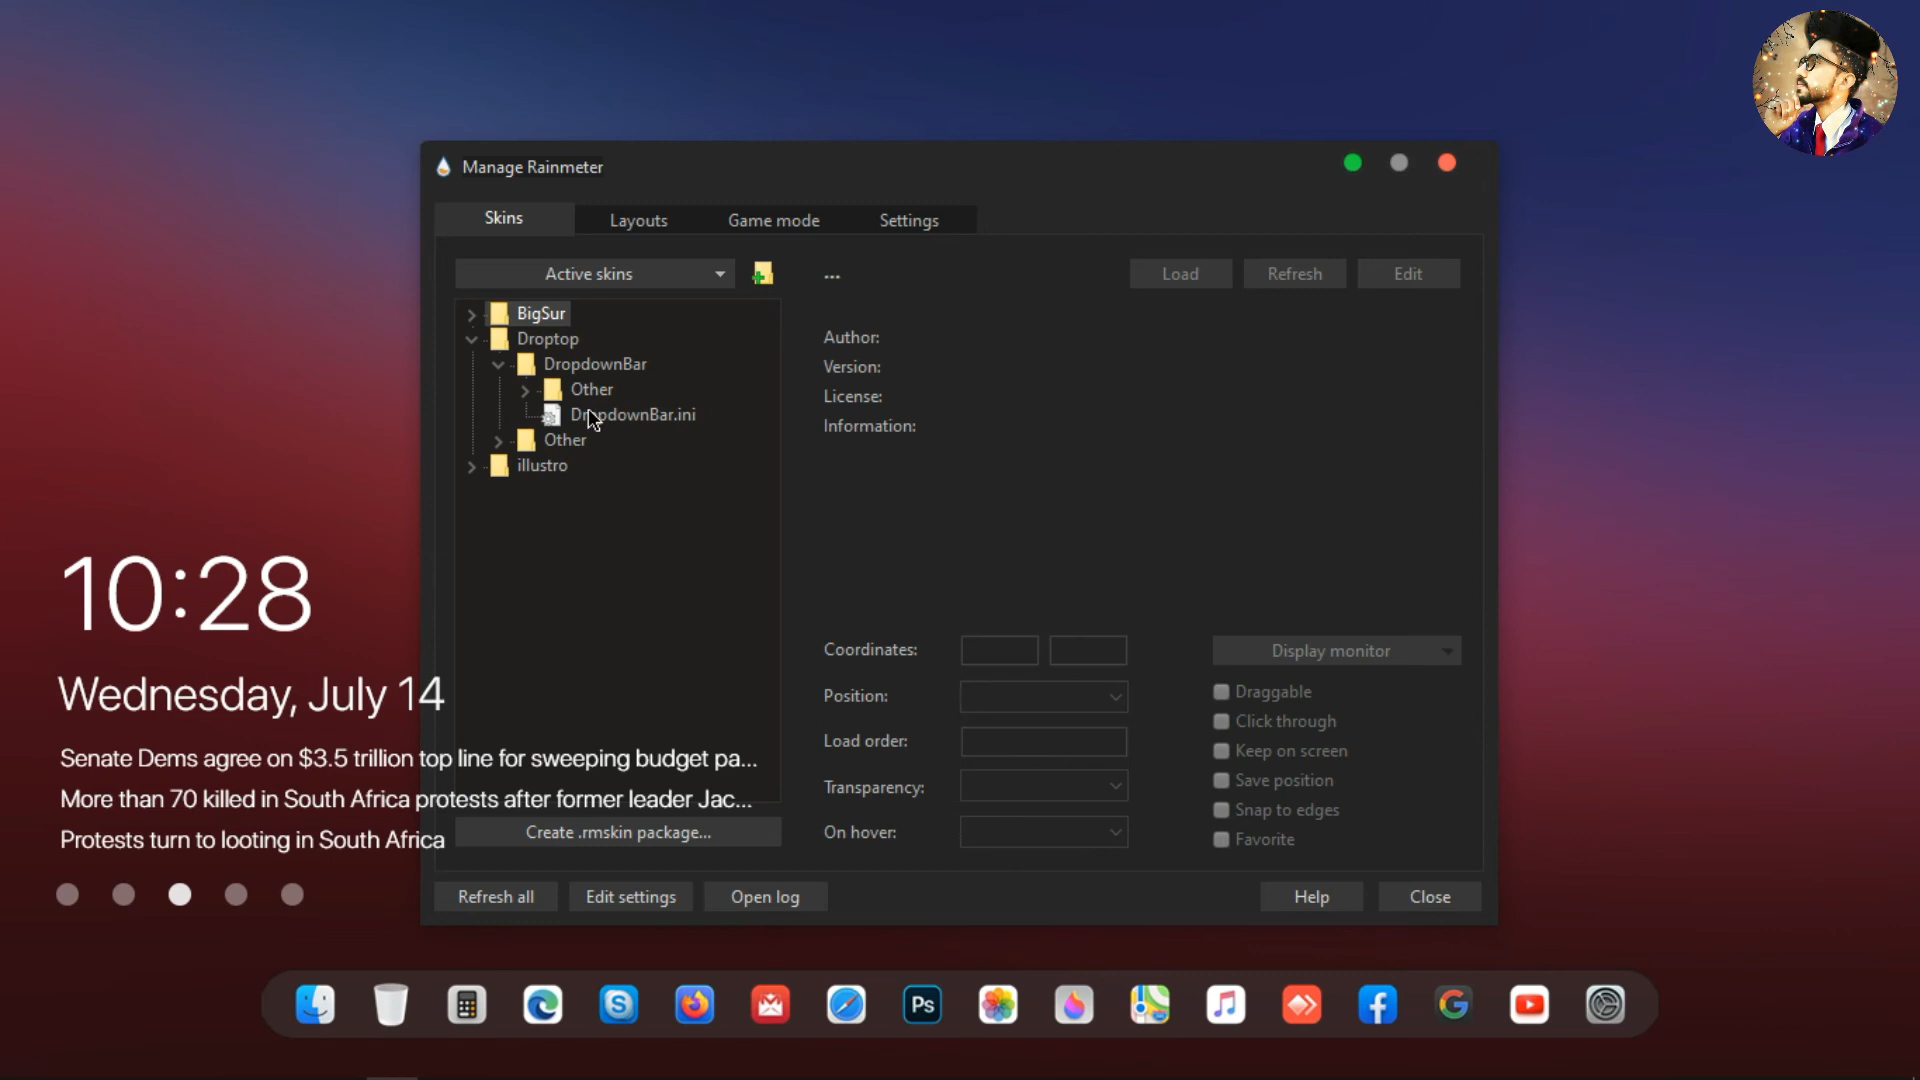 Manage Rainmeter
Skins
Layouts
Game mode
Settings
Active skins
...
Load
Refresh
Edit
BigSur
Droptop
DropdownBar
Other
DropdownBar.ini
Other
illustro
Author:
Version:
License:
Information:
10:28
Wednesday, July 14
Senate Dems agree on $3.5 trillion top line for sweeping budget pa...
More than 70 killed in South Africa protests after former leader Jac...
Protests turn to looting in South Africa
Create .rmskin package...
Coordinates:
Position:
Load order:
Transparency:
On hover:
Display monitor
Draggable
Click through
Keep on screen
Save position
Snap to edges
Favorite
Refresh all
Edit settings
Open log
Help
Close
S
Ps
f
G